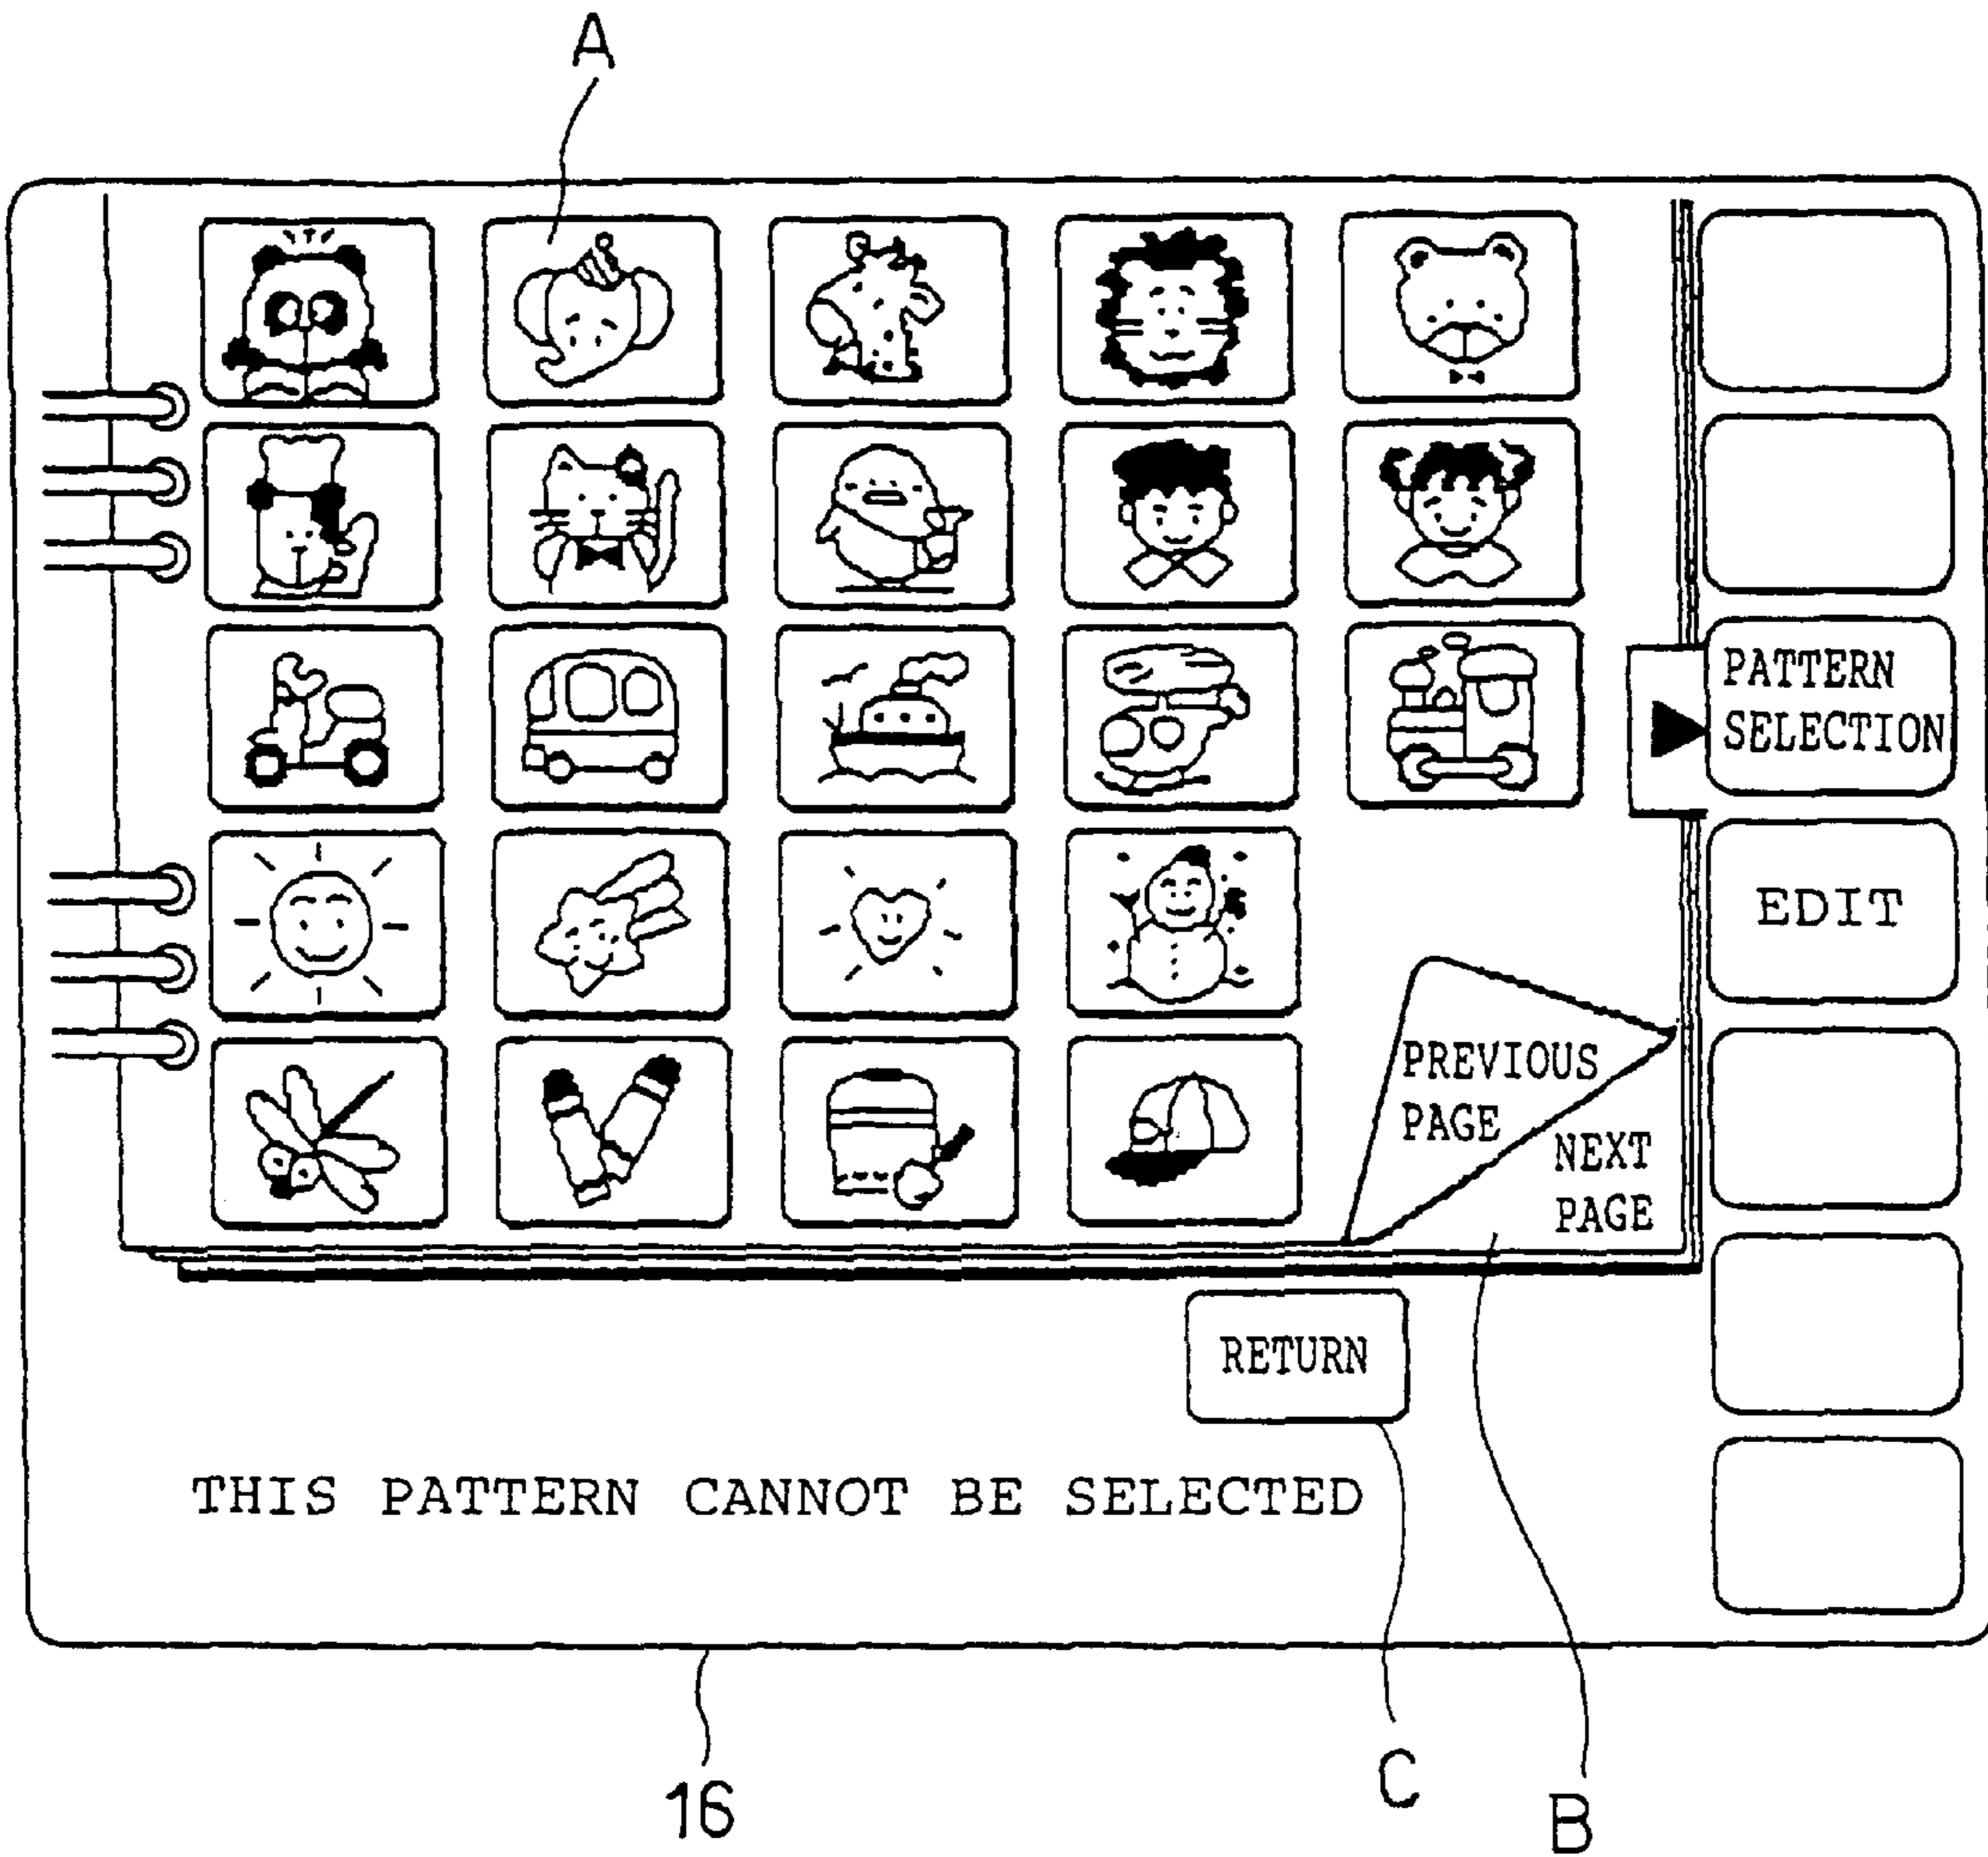 A
PATTERN
SELECTION
EDIT
PREVIOUS
PAGE
NEXT
PAGE
RETURN
THIS PATTERN CANNOT BE SELECTED
16
C
B